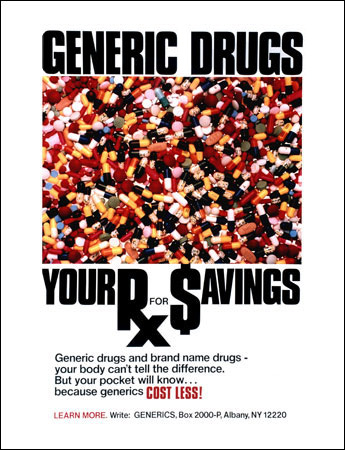 GENERIC DRUGS
YOUR Rx FOR $AVINGS
Generic drugs and brand name drugs -
your body can't tell the difference.
But your pocket will know...
because generics COST LESS!
LEARN MORE. Write: GENERICS, Box 2000-P, Albany, NY 12220